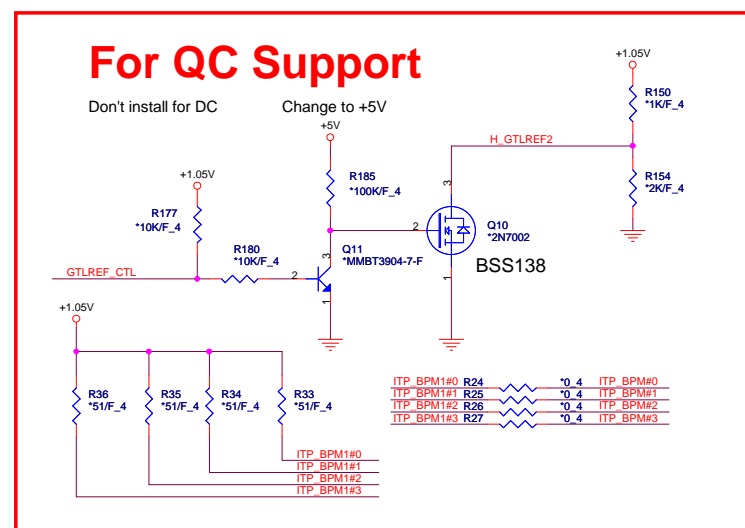 For QC Support
Don't install for DC
Change to +5V
+5V
+1.05V
R150
*1K/F_4
H_GTLREF2
R154
*2K/F_4
+1.05V
R185
*100K/F_4
R177
*10K/F_4
3
2
Q10
*2N7002
BSS138
1
R180
*10K/F_4
GTLREF_CTL
2
3
Q11
*MMBT3904-7-F
1
+1.05V
R36
*51/F_4
R35
*51/F_4
R34
*51/F_4
R33
*51/F_4
ITP_BPM1#0 R24 *0_4 ITP_BPM#0
ITP_BPM1#1 R25 *0_4 ITP_BPM#1
ITP_BPM1#2 R26 *0_4 ITP_BPM#2
ITP_BPM1#3 R27 *0_4 ITP_BPM#3
ITP_BPM1#0
ITP_BPM1#1
ITP_BPM1#2
ITP_BPM1#3